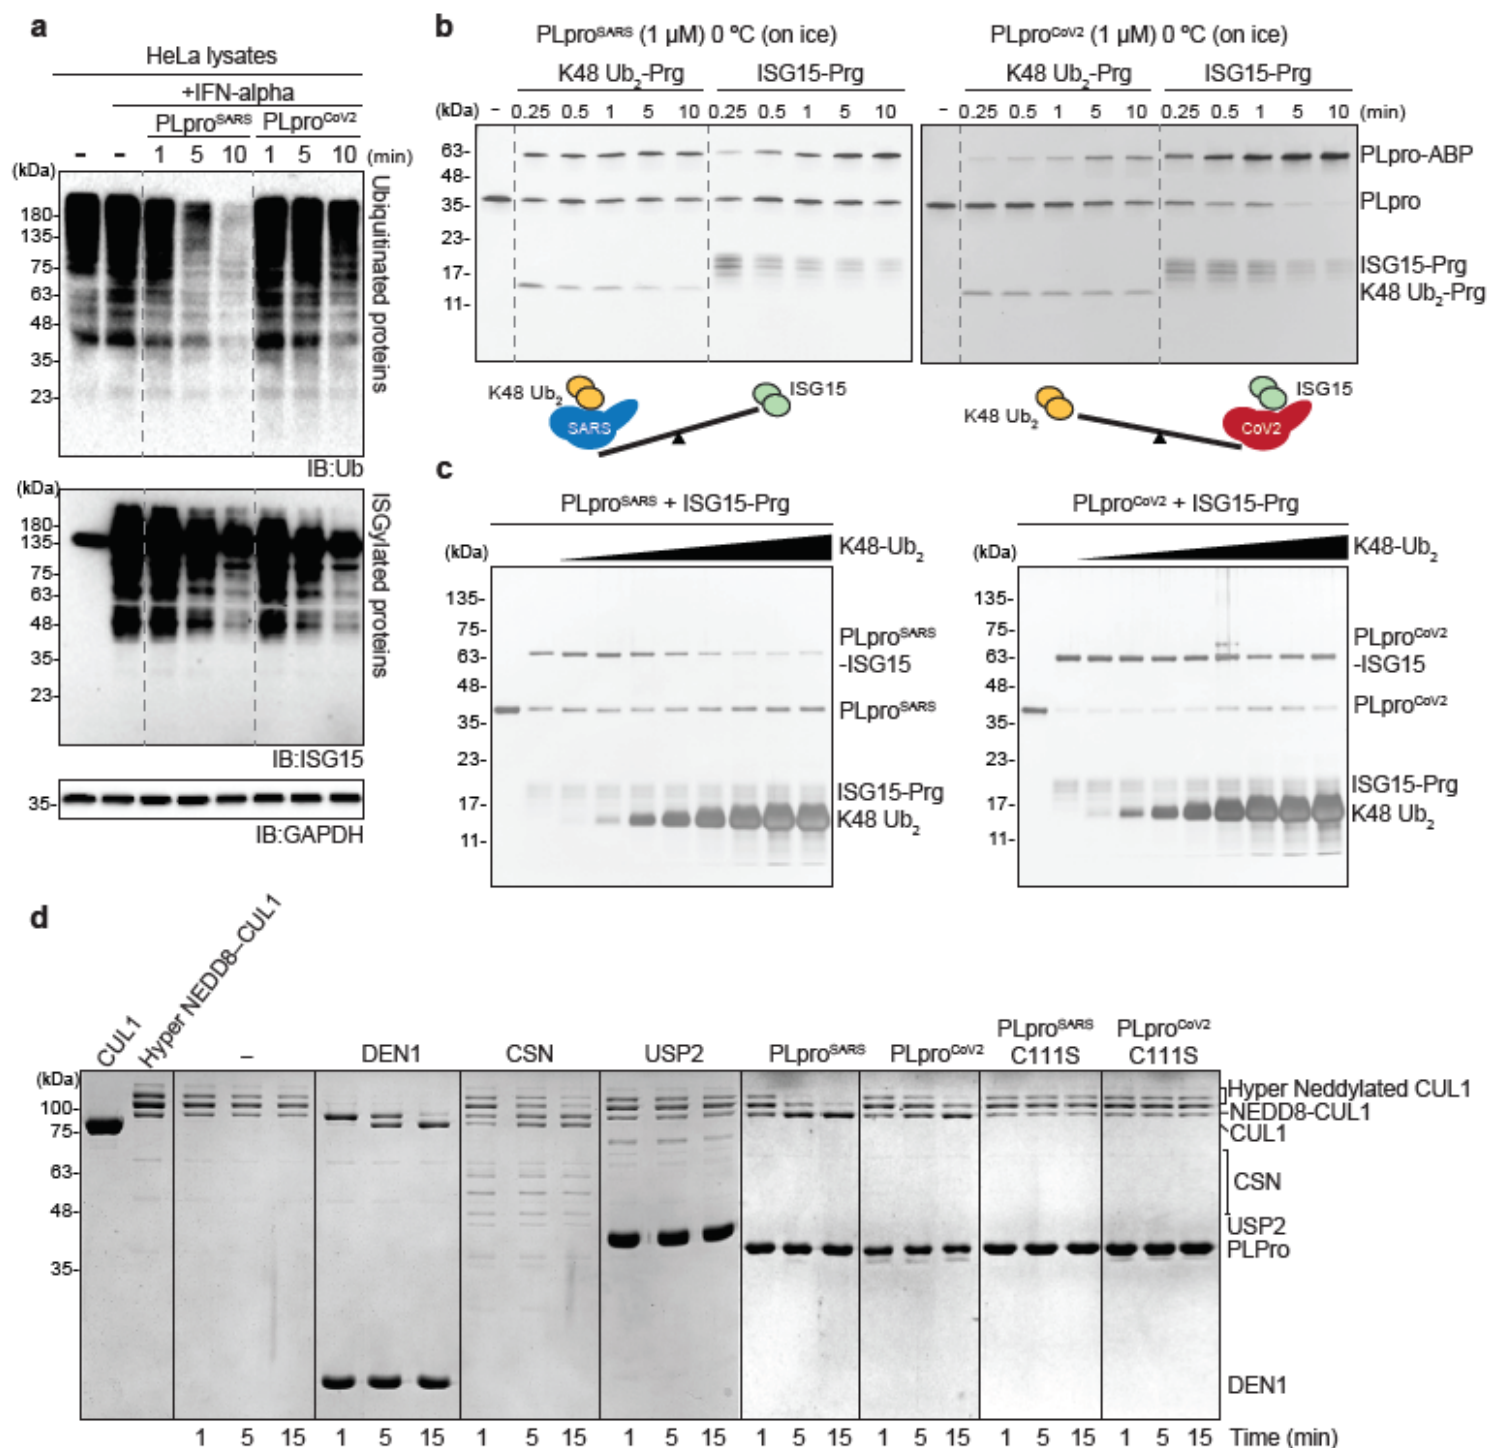 a
HeLa lysates
+IFN-alpha
PLproSARS PLproCoV2
- - 1 5 10 1 5 10 (min)
(kDa)
180-
135-
75-
63-
48-
35-
23-
Ubiquitinated proteins
IB:Ub
(kDa)
180-
135-
75-
63-
48-
35-
23-
ISGylated proteins
IB:ISG15
35-
IB:GAPDH
b
PLproSARS (1 µM) 0 ºC (on ice)
K48 Ub2-Prg ISG15-Prg
(kDa) - 0.25 0.5 1 5 10 0.25 0.5 1 5 10
63-
48-
35-
23-
17-
11-
PLproCoV2 (1 µM) 0 ºC (on ice)
K48 Ub2-Prg ISG15-Prg
- 0.25 0.5 1 5 10 0.25 0.5 1 5 10 (min)
PLpro-ABP
PLpro
ISG15-Prg
K48 Ub2-Prg
K48 Ub2
SARS
ISG15
K48 Ub2
CoV2
ISG15
c
PLproSARS + ISG15-Prg
(kDa) K48-Ub2
135-
75-
63-
48-
35-
23-
17-
11-
PLproSARS
-ISG15
PLproSARS
ISG15-Prg
K48 Ub2
PLproCoV2 + ISG15-Prg
(kDa) K48-Ub2
135-
75-
63-
48-
35-
23-
17-
11-
PLproCoV2
-ISG15
PLproCoV2
ISG15-Prg
K48 Ub2
d
CUL1
Hyper NEDD8–CUL1
– DEN1 CSN USP2 PLproSARS PLproCoV2 PLproSARS C111S PLproCoV2 C111S
(kDa)
100-
75-
63-
48-
35-
Hyper Neddylated CUL1
NEDD8-CUL1
CUL1
CSN
USP2
PLPro
DEN1
1 5 15 1 5 15 1 5 15 1 5 15 1 5 15 1 5 15 1 5 15 1 5 15 Time (min)